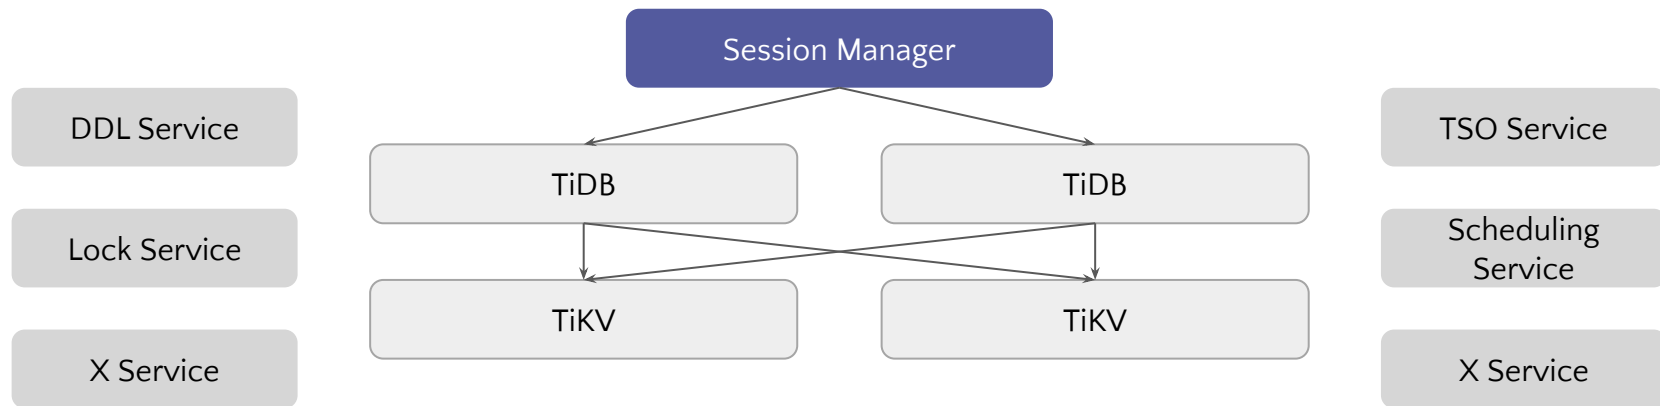 Session Manager
DDL Service
TSO Service
TiDB
TiDB
Lock Service
Scheduling
Service
TiKV
TiKV
X Service
X Service